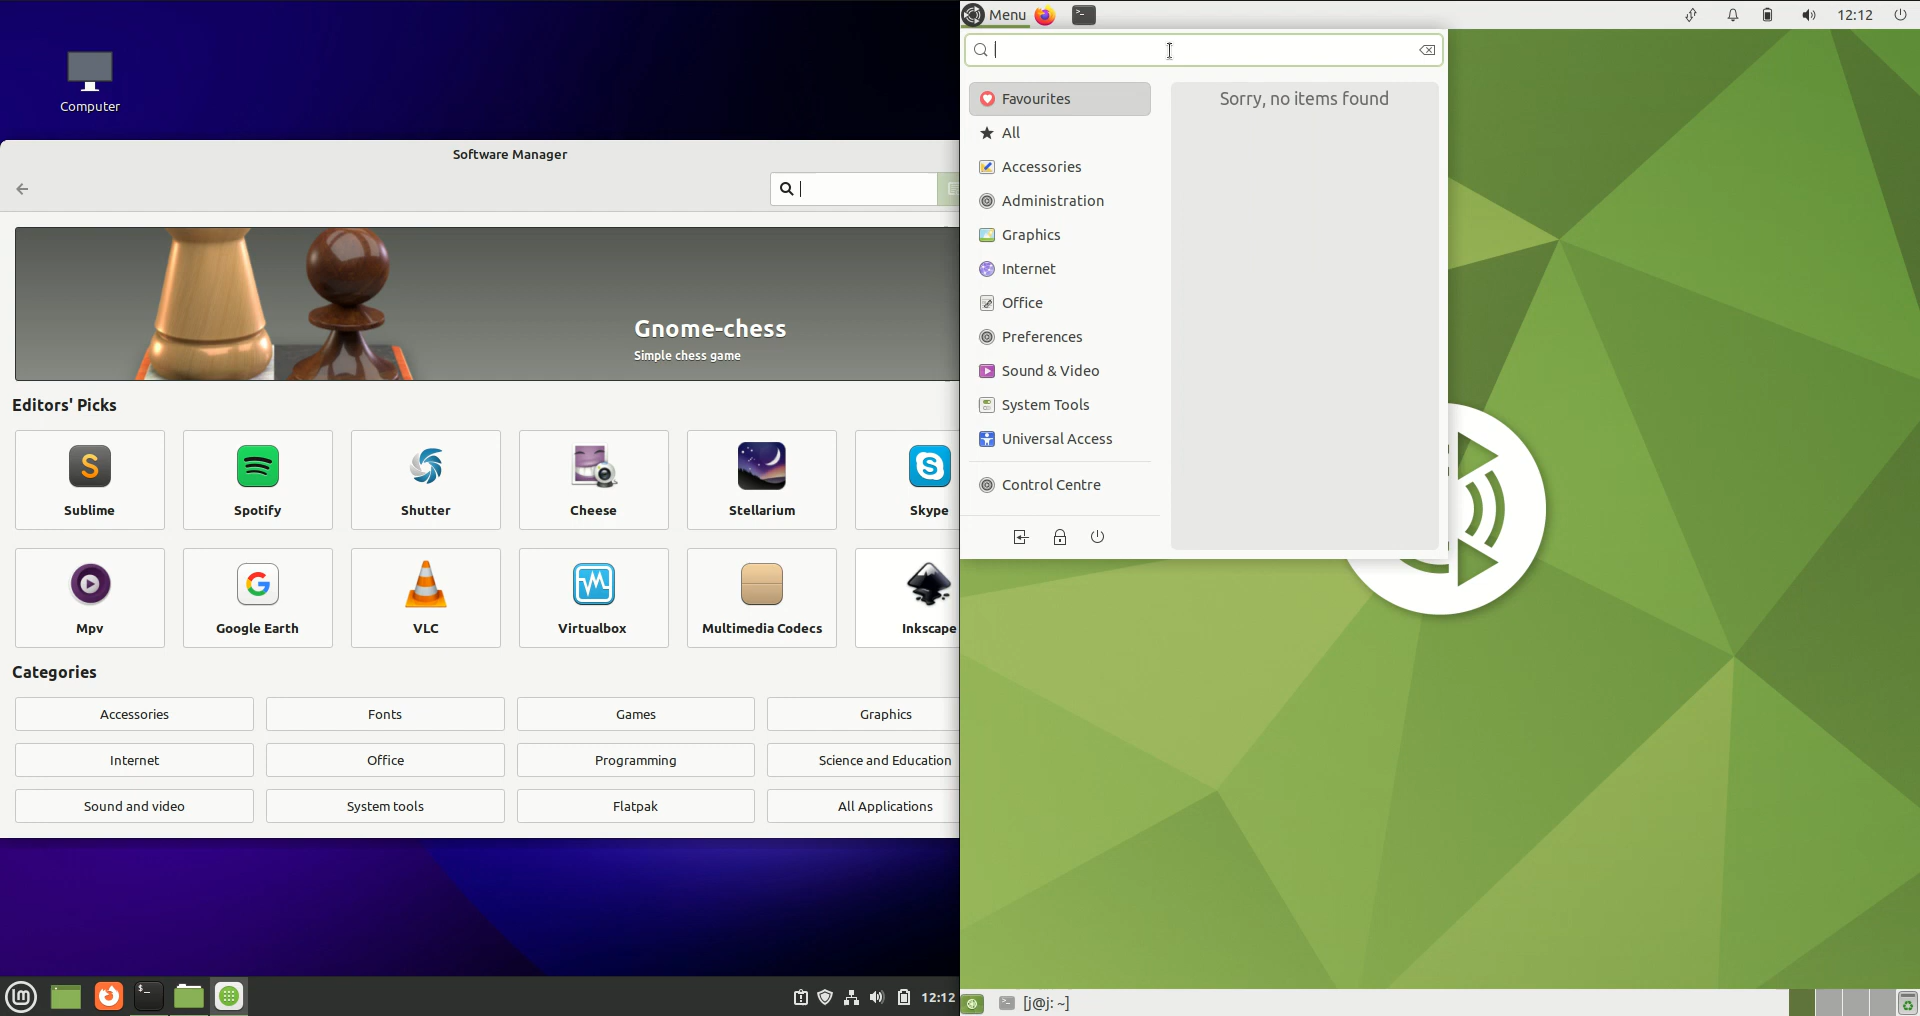 Computer
Software Manager
Gnome-chess
Simple chess game
Editors' Picks
Sublime
Spotify
Shutter
Cheese
Stellarium
Skype
Mpv
Google Earth
VLC
Virtualbox
Multimedia Codecs
Inkscape
Categories
Accessories
Fonts
Games
Graphics
Internet
Office
Programming
Science and Education
Sound and video
System tools
Flatpak
All Applications
12:12
Menu
12:12
Favourites
Sorry, no items found
All
Accessories
Administration
Graphics
Internet
Office
Preferences
Sound & Video
System Tools
Universal Access
Control Centre
[j@j: ~]